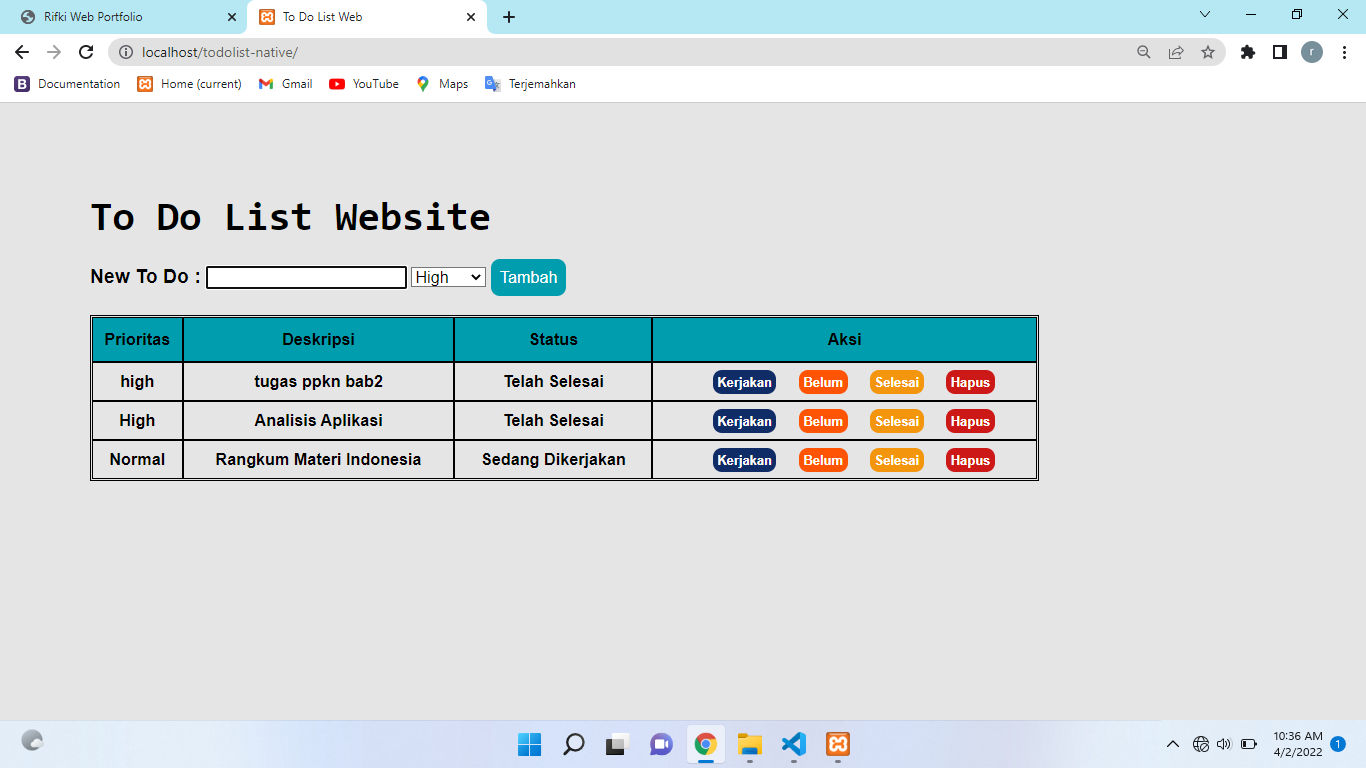 Rifki Web Portfolio
To Do List Web
localhost/todolist-native/
r
B Documentation Home (current) Gmail YouTube Maps Terjemahkan
To Do List Website
New To Do : High Tambah
Prioritas Deskripsi Status Aksi
high tugas ppkn bab2 Telah Selesai Kerjakan Belum Selesai Hapus
High Analisis Aplikasi Telah Selesai Kerjakan Belum Selesai Hapus
Normal Rangkum Materi Indonesia Sedang Dikerjakan Kerjakan Belum Selesai Hapus
10:36 AM
4/2/2022
1